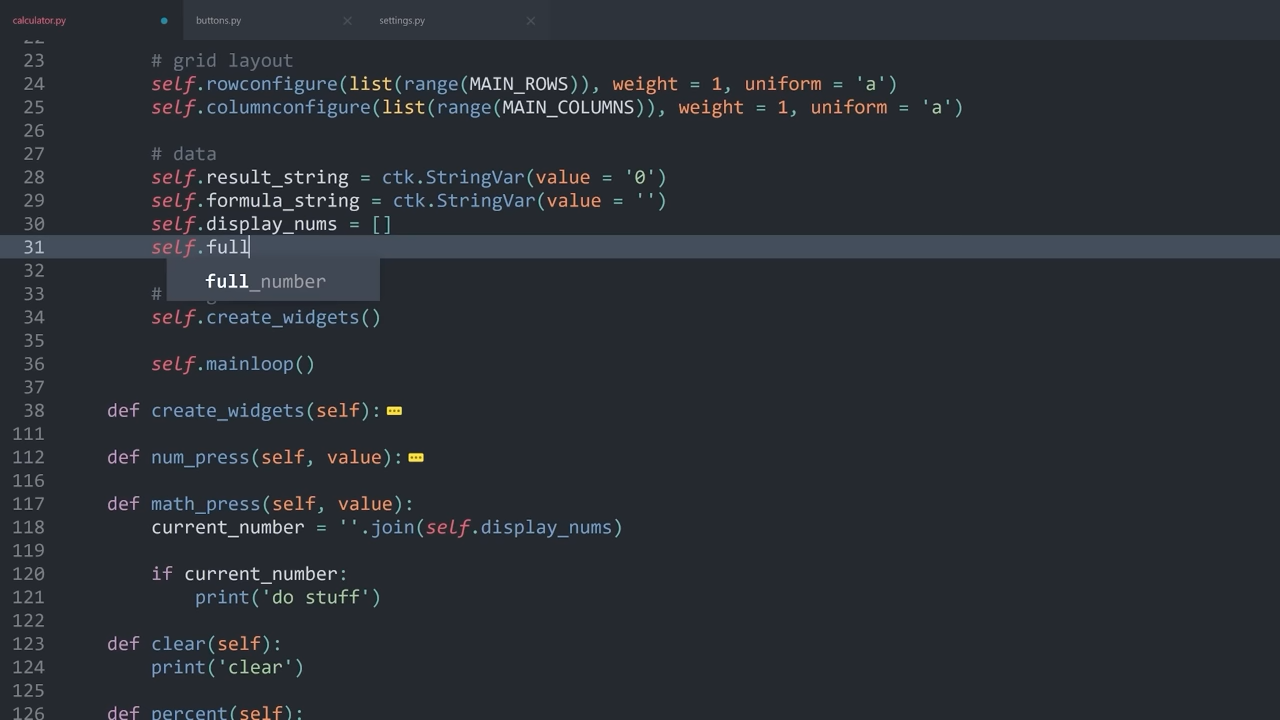 calculator.py
buttons.py
settings.py
22
23 # grid layout
24 self.rowconfigure(list(range(MAIN_ROWS)), weight = 1, uniform = 'a')
25 self.columnconfigure(list(range(MAIN_COLUMNS)), weight = 1, uniform = 'a')
26
27 # data
28 self.result_string = ctk.StringVar(value = '0')
29 self.formula_string = ctk.StringVar(value = '')
30 self.display_nums = []
31 self.full
full_number
32
33 #
34 self.create_widgets()
35
36 self.mainloop()
37
38 def create_widgets(self):
111
112 def num_press(self, value):
116
117 def math_press(self, value):
118 current_number = ''.join(self.display_nums)
119
120 if current_number:
121 print('do stuff')
122
123 def clear(self):
124 print('clear')
125
126 def percent(self):